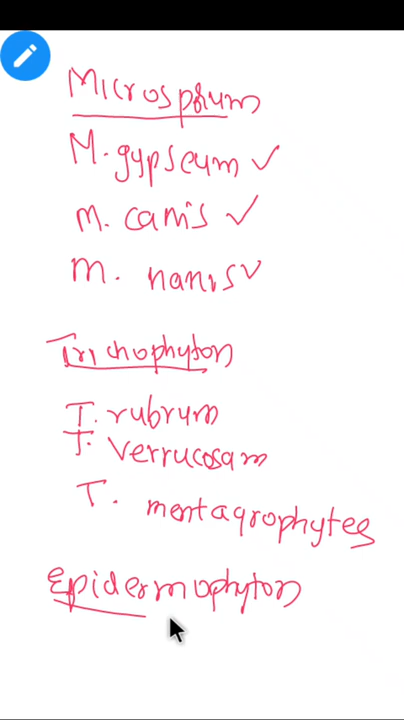 Microsporum
M. gypseum ✓
M. canis ✓
M. nanis ✓
Trichophyton
T. rubrum
T. verrucosam
T. mentagrophytes
Epidermophyton